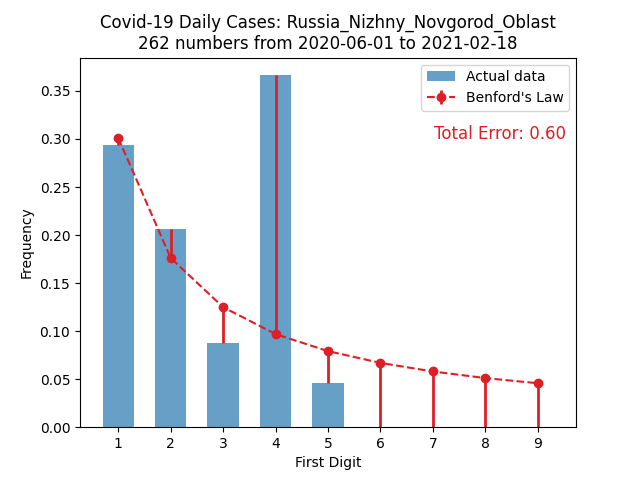 Covid-19 Daily Cases: Russia_Nizhny_Novgorod_Oblast
262 numbers from 2020-06-01 to 2021-02-18
Actual data
Benford's Law
Total Error: 0.60
Frequency
0.35
0.30
0.25
0.20
0.15
0.10
0.05
0.00
1 2 3 4 5 6 7 8 9
First Digit